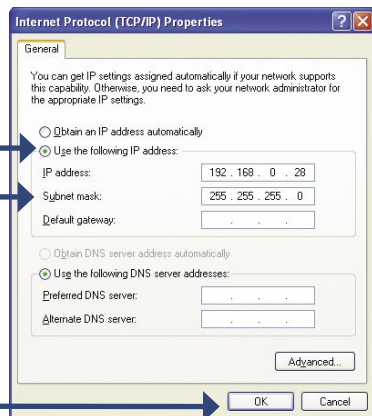 Internet Protocol (TCP/IP) Properties
General
You can get IP settings assigned automatically if your network supports
this capability. Otherwise, you need to ask your network administrator for
the appropriate IP settings.
Obtain an IP address automatically
Use the following IP address:
IP address: 192 . 168 . 0 . 28
Subnet mask: 255 . 255 . 255 . 0
Default gateway: . . .
Obtain DNS server address automatically
Use the following DNS server addresses:
Preferred DNS server: . . .
Alternate DNS server: . . .
Advanced...
OK Cancel